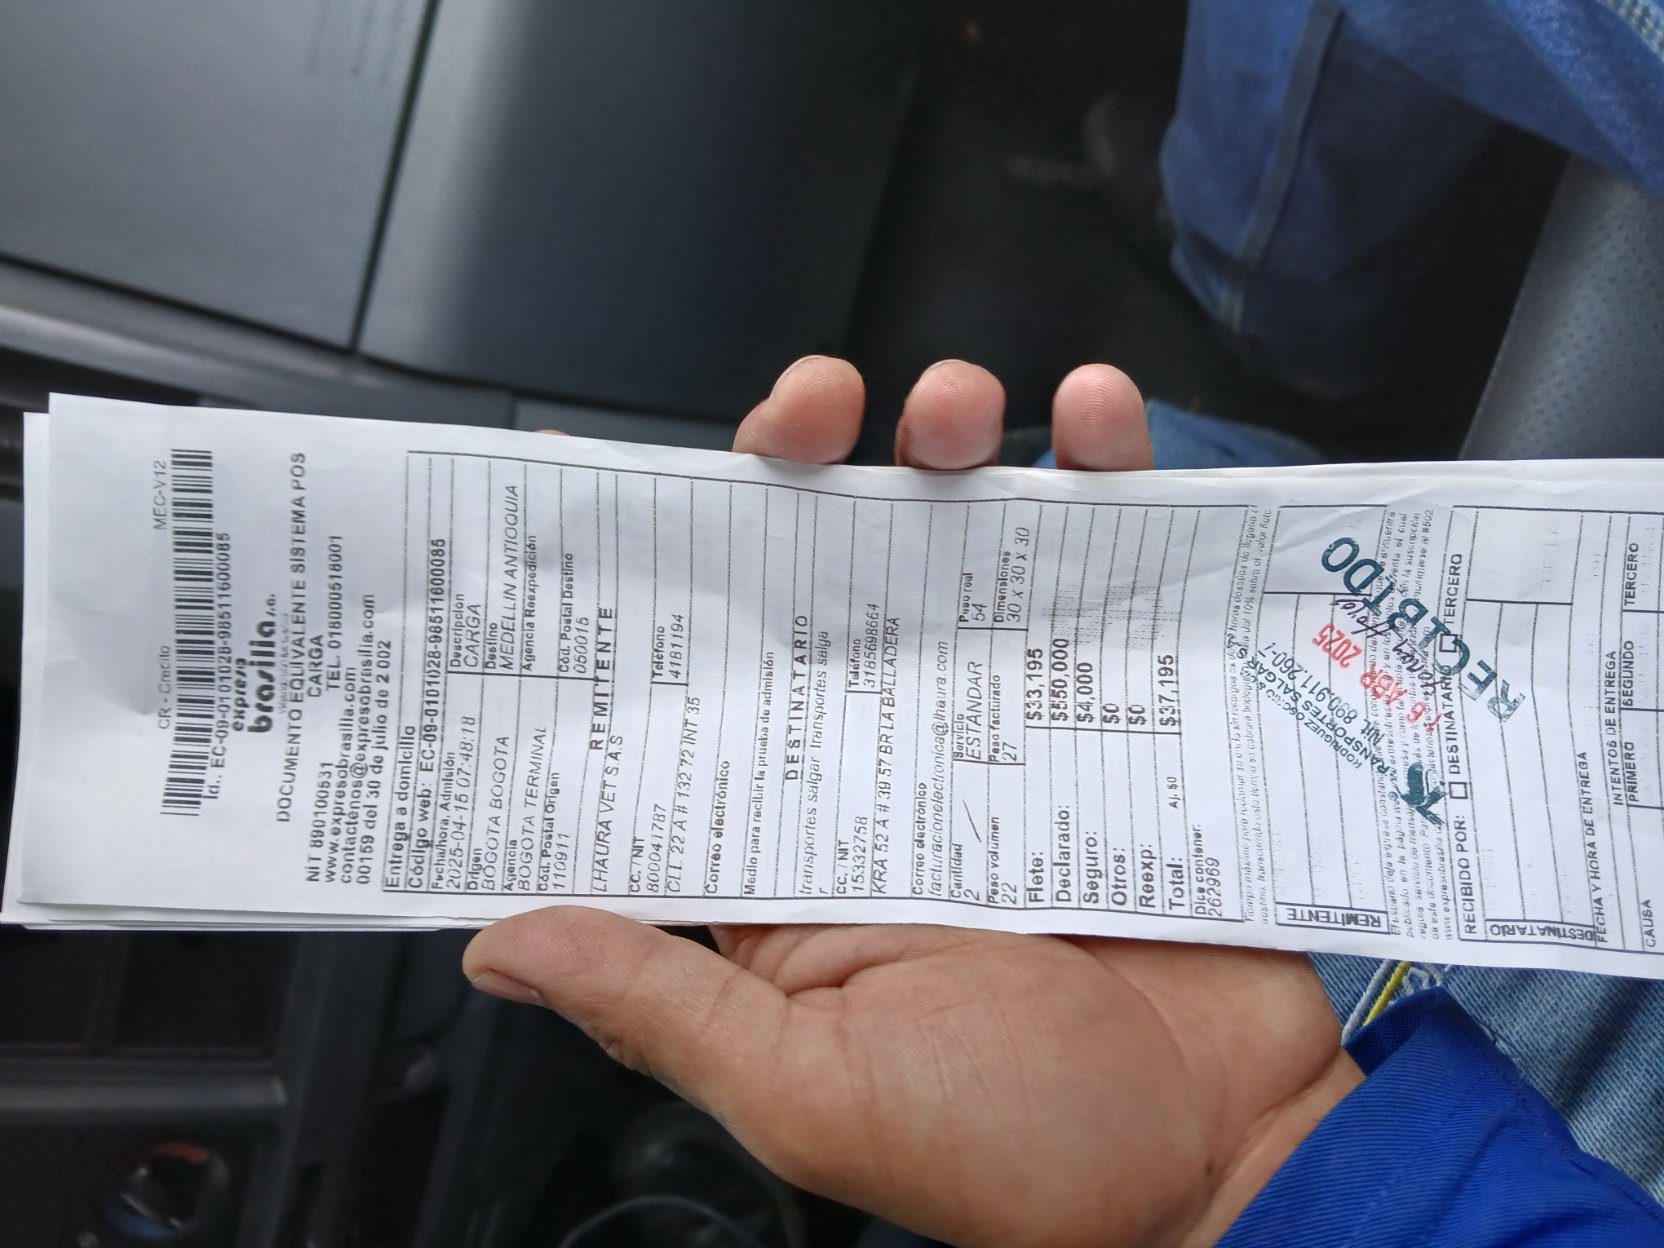 MEC-V12
CR - Crecito
Id.: EC-09-0101028-98511600085
expreso
brasilia s.a.
DOCUMENTO EQUIVALENTE SISTEMA POS
CARGA
NIT 890100531 TEL. 018000518001
www.expresobrasilia.com
contactenos@expresobrasilia.com
00169 del 30 de julio de 2 002
Entrega a domicilio
Código web: EC-09-0101028-9851160085
Fecha/hora, Admisión Descripción
2025-04-15 07:48:18 CARGA
Origen Destino
BOGOTA BOGOTA MEDELLIN ANTIOQUIA
Agencia Agencia Reexpedición
BOGOTA TERMINAL
Cód. Postal Origen Cód. Postal Destino
110911 050015
REMITENTE
LHAURA VET S.A.S
CC. NIT Teléfono
800041787 4181194
CLL 22 A # 132 72 INT 35
Correo electrónico
Medio para recibir la prueba de admisión
DESTINATARIO
transportes salgar transportes salga
r
CC. NIT Teléfono
15332758 3185698664
KRA 52 A # 39 57 BR LA BALLADERA
Correo electrónico
facturacionelectronica@lhaura.com
Cantidad Servicio Peso real
2 ESTANDAR 54
Peso volumen Peso facturado Dimensiones
22 27 30 x 30 x 30
Flete: $33,195
Declarado: $550,000
Seguro: $4,000
Otros: $0
Reexp: $0
Total: Aj. $0 $37,195
Dice contener:
262969
REMITENTE
RODRIGUEZ
TRANSPORTES SALGAR
Nit. 890.911.260-7
16 ABR 2025
RECIBIDO
RECIBIDO POR: DESTINATARIO TERCERO
DESTINATARIO
FECHA Y HORA DE ENTREGA
INTENTOS DE ENTREGA
CAUSA PRIMERO SEGUNDO TERCERO